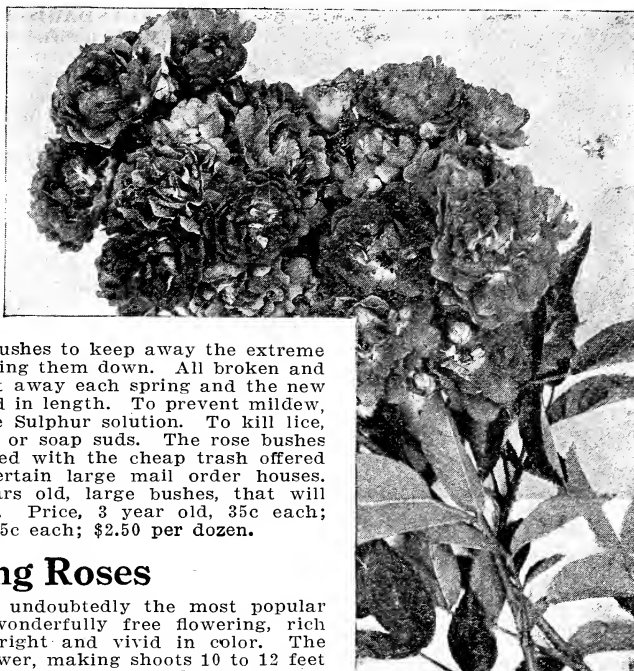 ushes to keep away the extreme
ing them down. All broken and
t away each spring and the new
d in length. To prevent mildew,
e Sulphur solution. To kill lice,
or soap suds. The rose bushes
ed with the cheap trash offered
ertain large mail order houses.
ars old, large bushes, that will
. Price, 3 year old, 35c each;
5c each; $2.50 per dozen.
ng Roses
undoubtedly the most popular
wonderfully free flowering, rich
right and vivid in color. The
wer, making shoots 10 to 12 feet